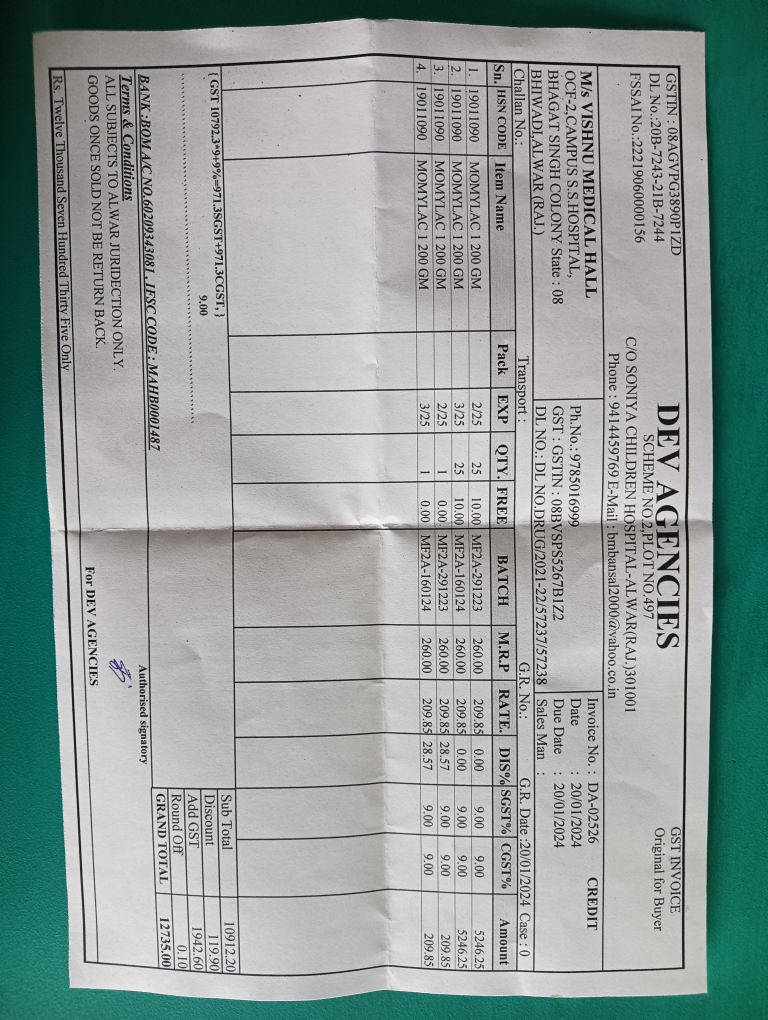 GSTIN : 08AGVPG3890P1ZD
DL No.:20B-7243-21B-7244
FSSAI No.:22219060000156
DEV AGENCIES
SCHEME NO.2,PLOT NO.497
C/O SONIYA CHILDREN HOSPITAL-ALWAR(RAJ.)301001
Phone : 9414459769 E-Mail : bmbansal2000@yahoo.co.in
GST INVOICE
Original for Buyer
M/s VISHNU MEDICAL HALL
OCF-2,CAMPUS S.S.HOSPITAL,
BHAGAT SINGH COLONY State : 08
BHIWADI,ALWAR (RAJ.)
Ph.No.: 9785016999
GST : GSTIN : 08BVSPS5267B1Z2
DL NO.: DL NO.DRUG/2021-22/57237/57238
Invoice No. : DA-02526 CREDIT
Date : 20/01/2024
Due Date : 20/01/2024
Sales Man :
Challan No.: Transport : G.R. No.: G.R. Date :20/01/2024 Case : 0
Sn. HSN CODE Item Name Pack EXP QTY. FREE BATCH M.R.P RATE. DIS% SGST% CGST% Amount
1. 19011090 MOMYLAC 1 200 GM 2/25 25 10.00 MF2A-291223 260.00 209.85 0.00 9.00 9.00 5246.25
2. 19011090 MOMYLAC 1 200 GM 3/25 25 10.00 MF2A-160124 260.00 209.85 0.00 9.00 9.00 5246.25
3. 19011090 MOMYLAC 1 200 GM 2/25 1 0.00 MF2A-291223 260.00 209.85 28.57 9.00 9.00 209.85
4. 19011090 MOMYLAC 1 200 GM 3/25 1 0.00 MF2A-160124 260.00 209.85 28.57 9.00 9.00 209.85
{ GST 10792.3*9+9%=971.3SGST+971.3CGST, }
9.00
Sub Total 10912.20
Discount 119.90
Add GST 1942.60
Round Off 0.10
GRAND TOTAL 12735.00
BANK :BOM A/C NO.60209343081 , IFSC CODE : MAHB0001487
Terms & Conditions
ALL SUBJECTS TO ALWAR JURIDECTION ONLY.
GOODS ONCE SOLD NOT BE RETURN BACK.
Authorised signatory
For DEV AGENCIES
Rs. Twelve Thousand Seven Hundred Thirty Five Only